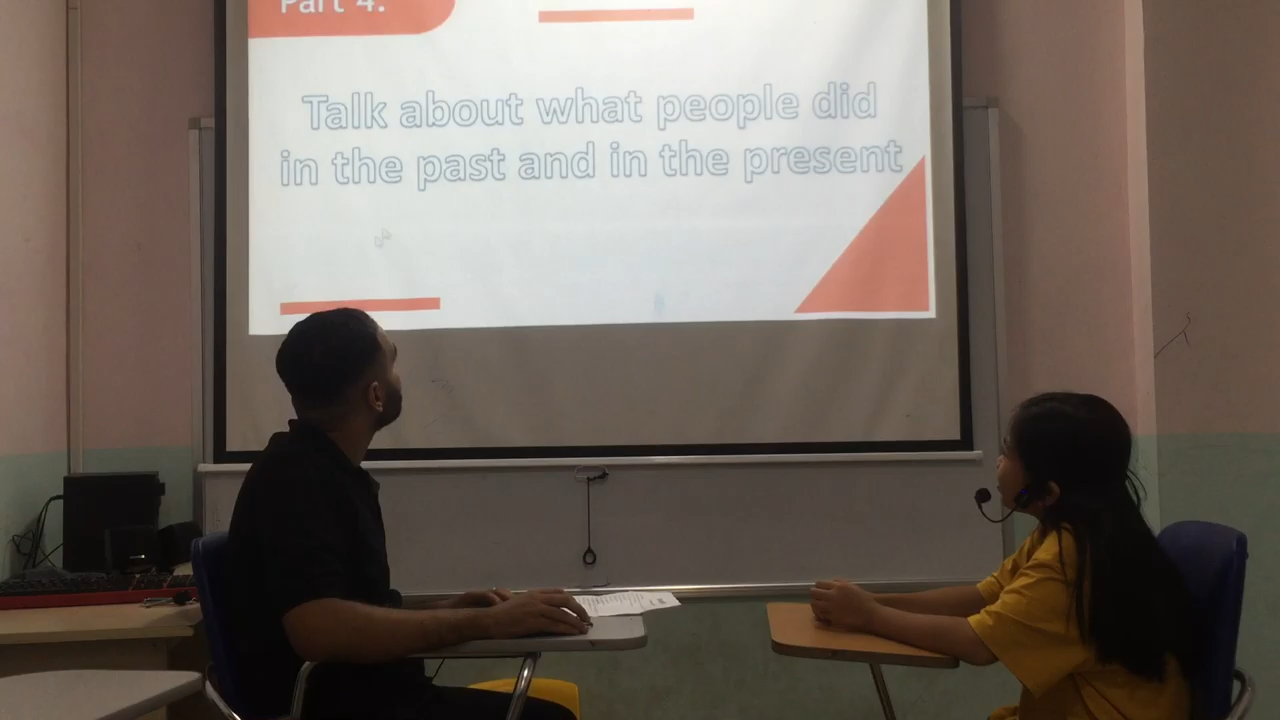 Part 4:
Talk about what people did
in the past and in the present